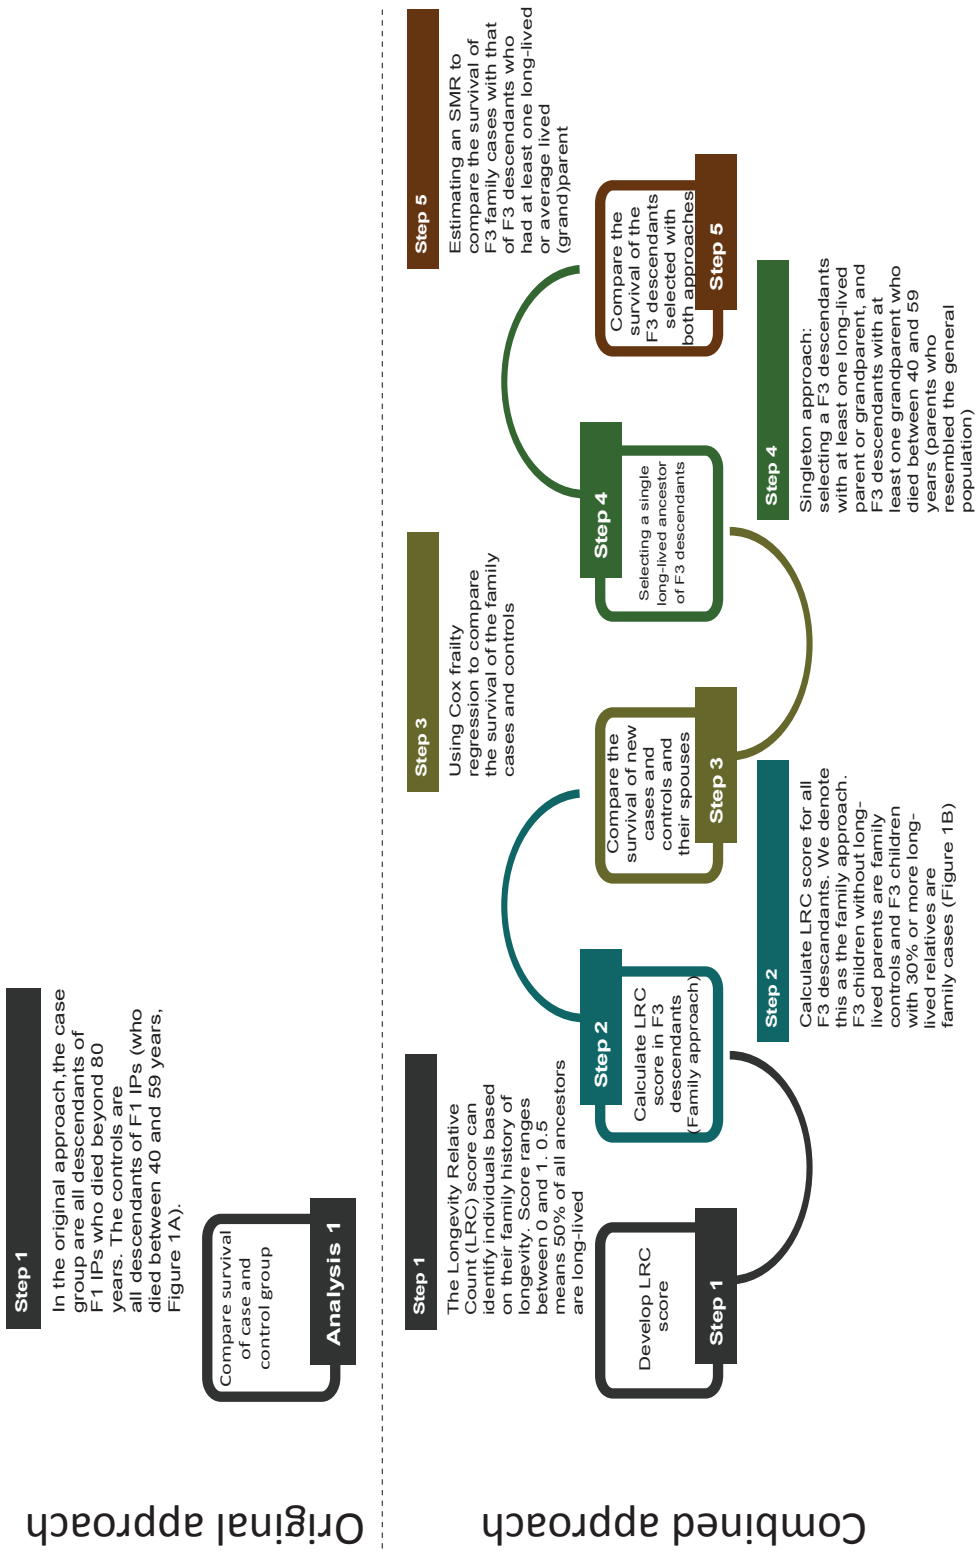 Original approach
Step 1
In the original approach,the case
group are all descendants of
F1 IPs who died beyond 80
years. The controls are
all descendants of F1 IPs (who
died between 40 and 59 years,
Figure 1A).
Compare survival
of case and
control group
Analysis 1
Combined approach
Step 1
The Longevity Relative
Count (LRC) score can
identify individuals based
on their family history of
longevity. Score ranges
between 0 and 1. 0.5
means 50% of all ancestors
are long-lived
Develop LRC
score
Step 1
Step 2
Calculate LRC
score in F3
descendants
(Family approach)
Step 2
Calculate LRC score for all
F3 descandants. We denote
this as the family approach.
F3 children without long-
lived parents are family
controls and F3 children
with 30% or more long-
lived relatives are
family cases (Figure 1B)
Step 3
Using Cox frailty
regression to compare
the survival of the family
cases and controls
Compare the
survival of new
cases and
controls and
their spouses
Step 3
Step 4
Selecting a single
long-lived ancestor
of F3 descendants
Step 4
Singleton approach:
selecting a F3 descendants
with at least one long-lived
parent or grandparent, and
F3 descendants with at
least one grandparent who
died between 40 and 59
years (parents who
resembled the general
population)
Step 5
Estimating an SMR to
compare the survival of
F3 family cases with that
of F3 descendants who
had at least one long-lived
or average lived
(grand)parent
Compare the
survival of the
F3 descendants
selected with
both approaches
Step 5